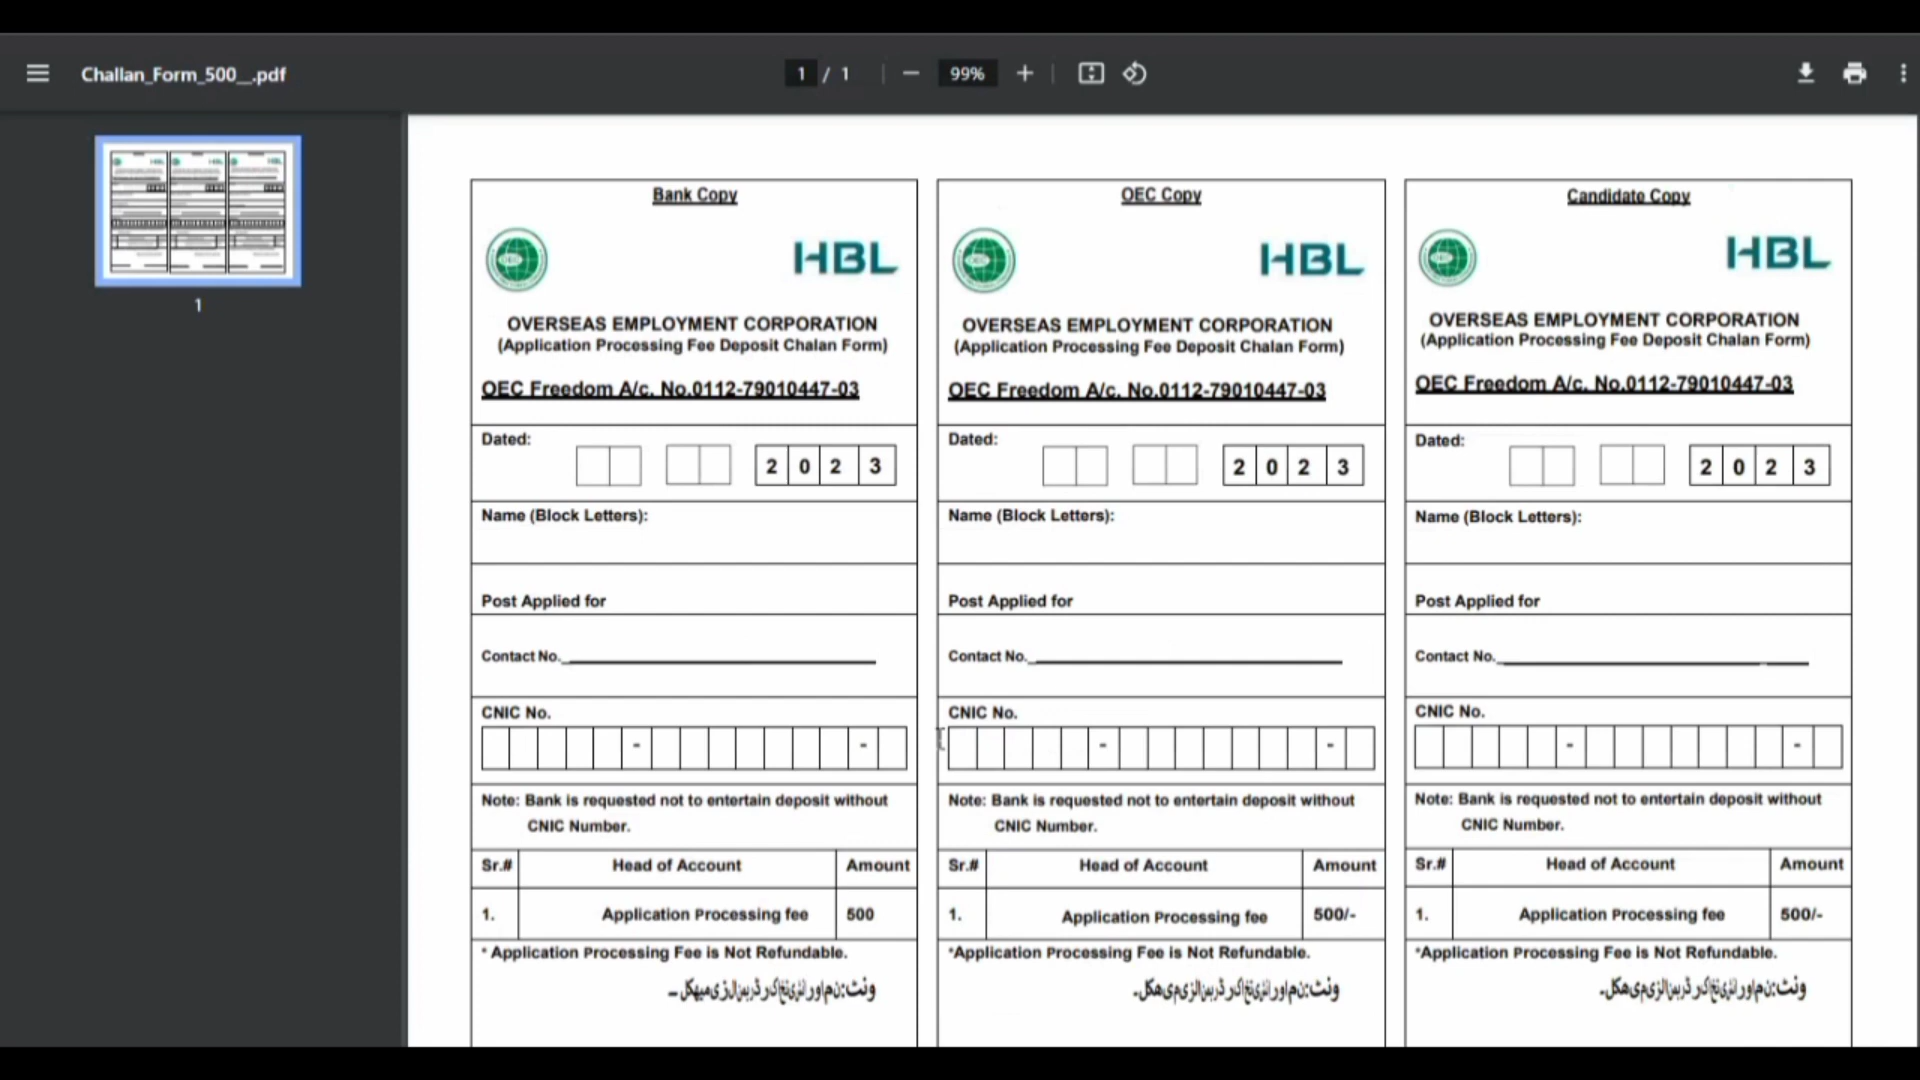 Challan_Form_500__.pdf
1 / 1
99%
1
Bank Copy
HBL
OVERSEAS EMPLOYMENT CORPORATION
(Application Processing Fee Deposit Chalan Form)
OEC Freedom A/c. No.0112-79010447-03
Dated:
2 0 2 3
Name (Block Letters):
Post Applied for
Contact No.
CNIC No.
- -
Note: Bank is requested not to entertain deposit without
CNIC Number.
Sr.# Head of Account Amount
1. Application Processing fee 500
* Application Processing Fee is Not Refundable.
OEC Copy
HBL
OVERSEAS EMPLOYMENT CORPORATION
(Application Processing Fee Deposit Chalan Form)
OEC Freedom A/c. No.0112-79010447-03
Dated:
2 0 2 3
Name (Block Letters):
Post Applied for
Contact No.
CNIC No.
- -
Note: Bank is requested not to entertain deposit without
CNIC Number.
Sr.# Head of Account Amount
1. Application Processing fee 500/-
*Application Processing Fee is Not Refundable.
Candidate Copy
HBL
OVERSEAS EMPLOYMENT CORPORATION
(Application Processing Fee Deposit Chalan Form)
OEC Freedom A/c. No.0112-79010447-03
Dated:
2 0 2 3
Name (Block Letters):
Post Applied for
Contact No.
CNIC No.
- -
Note: Bank is requested not to entertain deposit without
CNIC Number.
Sr.# Head of Account Amount
1. Application Processing fee 500/-
*Application Processing Fee is Not Refundable.